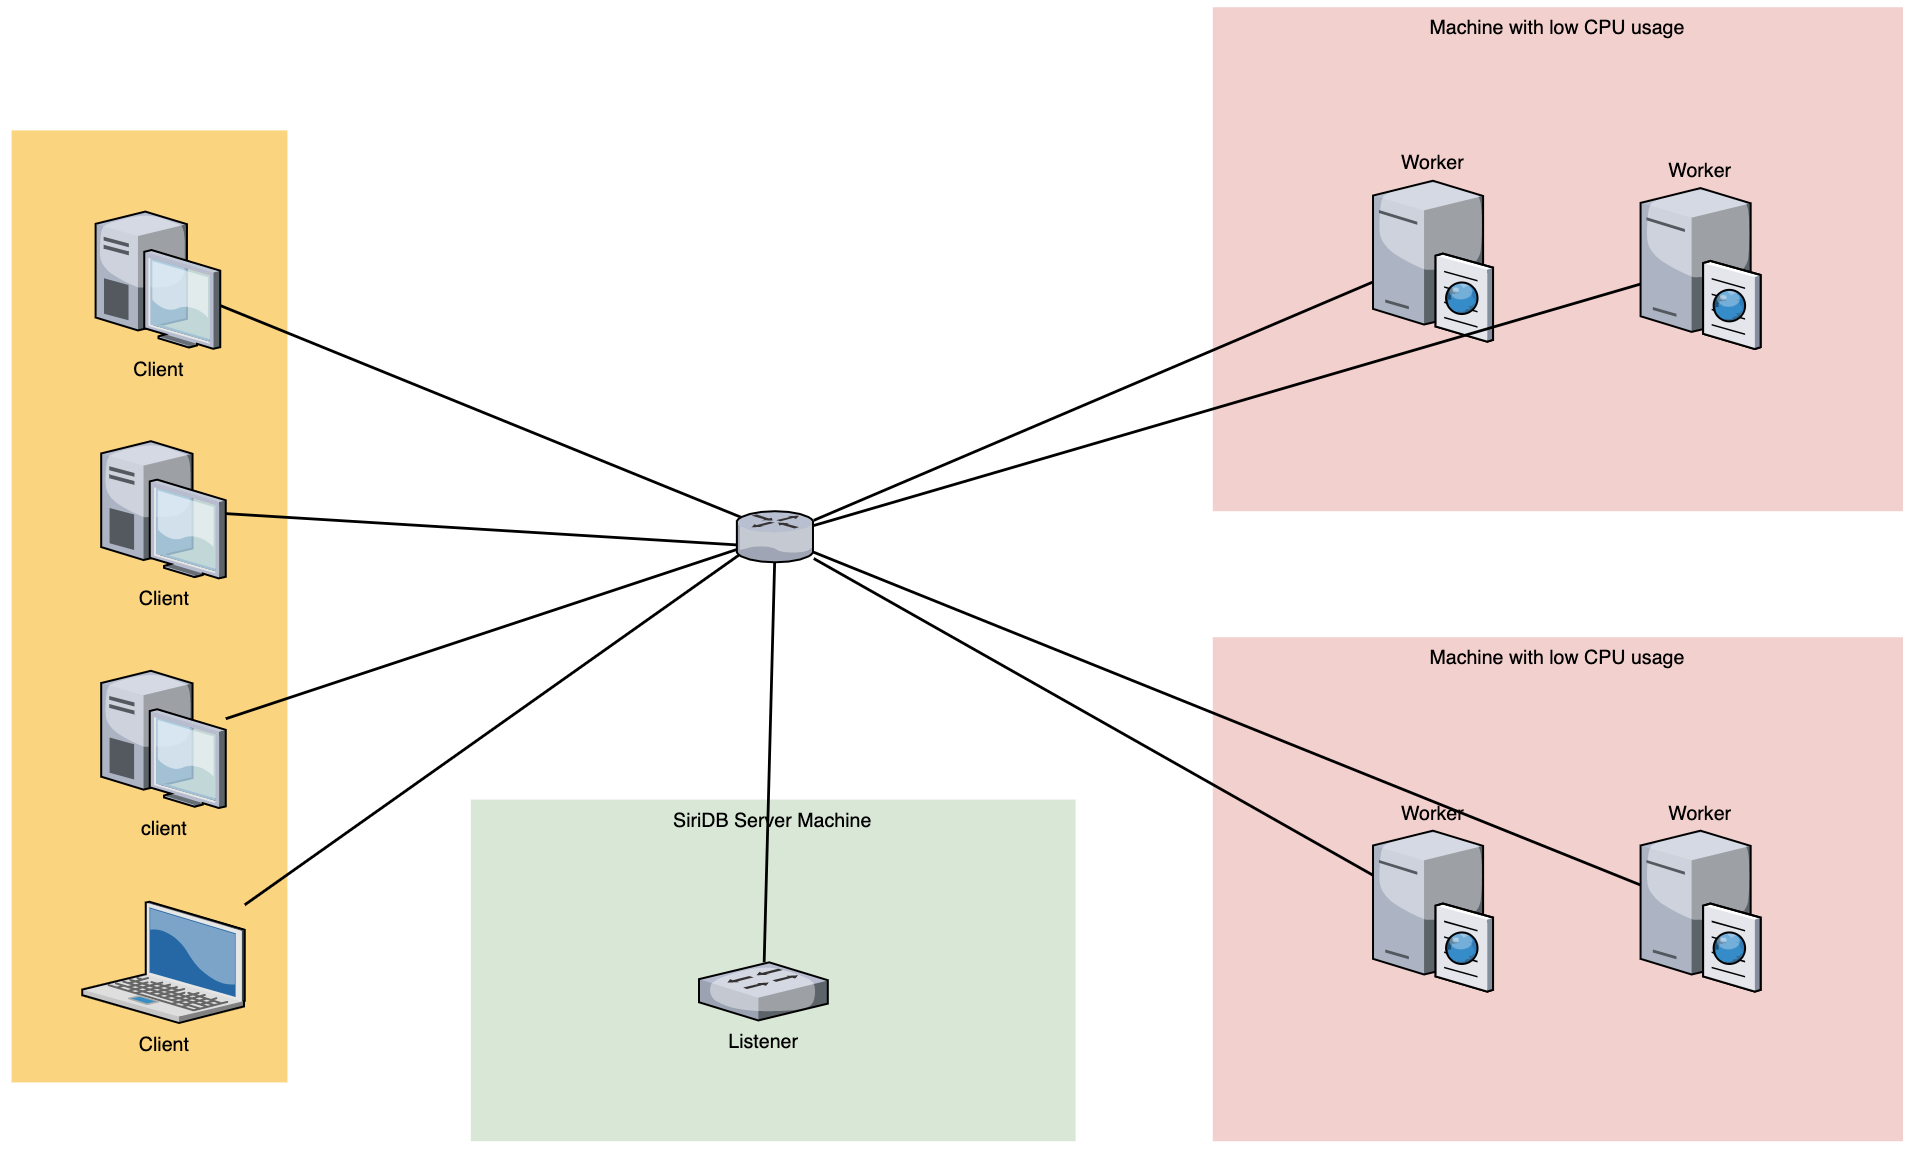 Machine with low CPU usage
Worker
Worker
Client
Client
client
Client
SiriDB Server Machine
Listener
Machine with low CPU usage
Worker
Worker